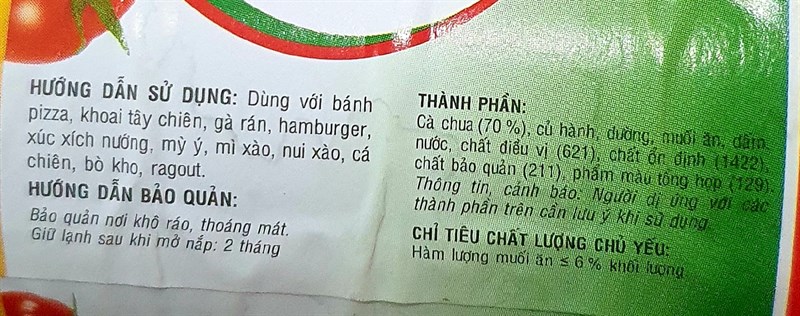 HƯỚNG DẪN SỬ DỤNG: Dùng với bánh
pizza, khoai tây chiên, gà rán, hamburger,
xúc xích nướng, mỳ ý, mì xào, nui xào, cá
chiên, bò kho, ragout.
HƯỚNG DẪN BẢO QUẢN:
Bảo quản nơi khô ráo, thoáng mát.
Giữ lạnh sau khi mở nắp: 2 tháng
THÀNH PHẦN:
Cà chua (70 %), củ hành, đường, muối ăn, dấm,
nước, chất điều vị (621), chất ổn định (1422),
chất bảo quản (211), phẩm màu tổng hợp (129).
Thông tin, cảnh báo: Người dị ứng với các
thành phần trên cần lưu ý khi sử dụng.
CHỈ TIÊU CHẤT LƯỢNG CHỦ YẾU:
Hàm lượng muối ăn ≤ 6 % khối lượng